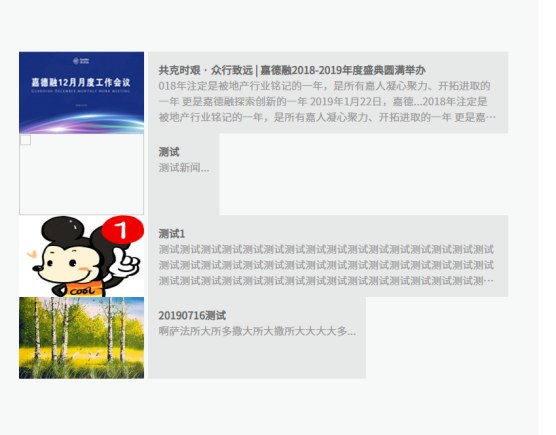 嘉德融12月月度工作会议
共克时艰 · 众行致远 | 嘉德融2018-2019年度盛典圆满举办
018年注定是被地产行业铭记的一年，是所有嘉人凝心聚力、开拓进取的
一年 更是嘉德融探索创新的一年 2019年1月22日，嘉德...2018年注定是
被地产行业铭记的一年，是所有嘉人凝心聚力、开拓进取的一年 更是嘉…
测试
测试新闻...
1
COOL
测试1
测试测试测试测试测试测试测试测试测试测试测试测试测试测试测试测试
测试测试测试测试测试测试测试测试测试测试测试测试测试测试测试测试
测试测试测试测试测试测试测试测试测试测试测试测试测试测试测试测…
20190716测试
啊萨法所大所多撒大所大撒所大大大大多...